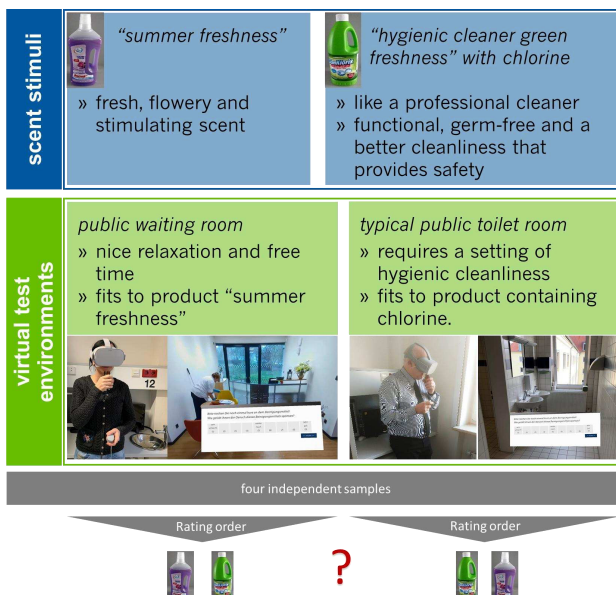 scent stimuli
“summer freshness”
» fresh, flowery and
stimulating scent
“hygienic cleaner green
freshness” with chlorine
» like a professional cleaner
» functional, germ-free and a
better cleanliness that
provides safety
virtual test
environments
public waiting room
» nice relaxation and free
time
» fits to product “summer
freshness”
typical public toilet room
» requires a setting of
hygienic cleanliness
» fits to product containing
chlorine.
12
four independent samples
Rating order
Rating order
?